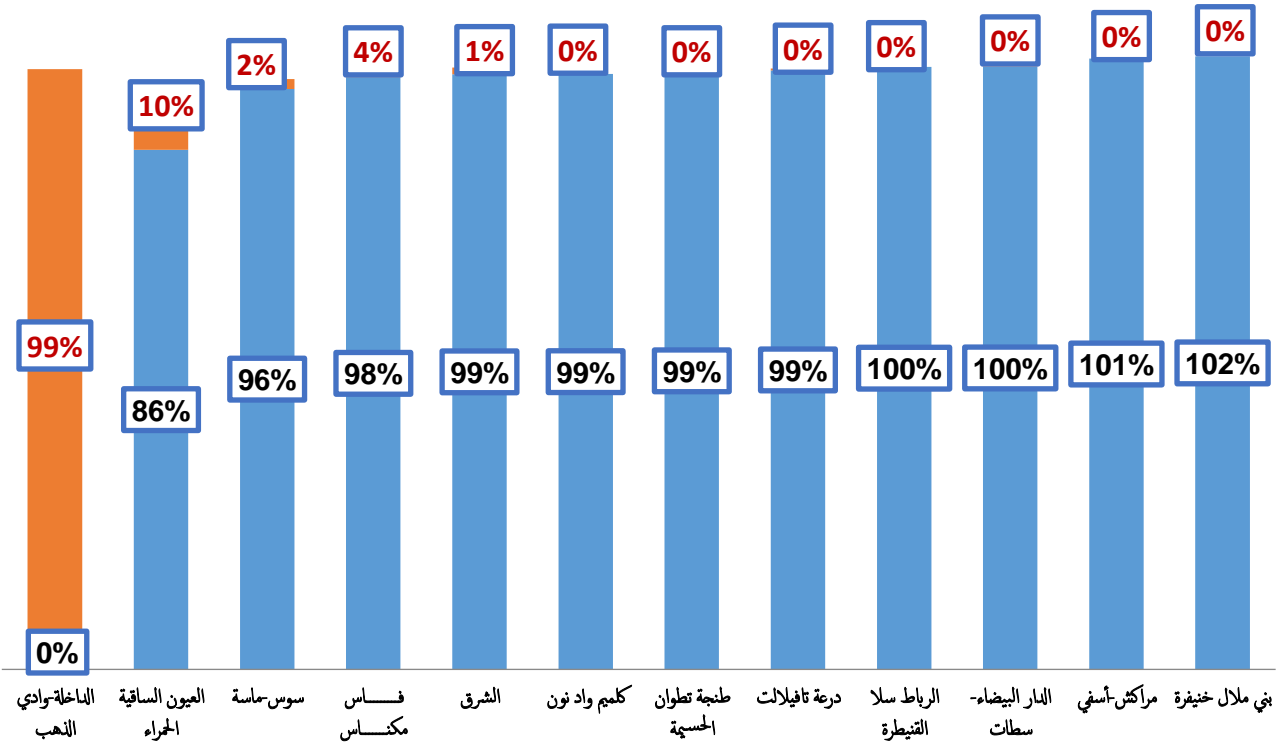 2%
4%
1%
0%
0%
0%
0%
0%
0%
0%
10%
99%
86%
96%
98%
99%
99%
99%
99%
100%
100%
101%
102%
0%
الداخلة-وادي
الذهب
العيون الساقية
الحمراء
سوس-ماسة
فـــــاس
مكنـــــاس
الشرق
كلميم واد نون
طنجة تطوان
الحسيمة
درعة تافيلالت
الرباط سلا
القنيطرة
الدار البيضاء-
سطات
مراكش-أسفي
بني ملال خنيفرة